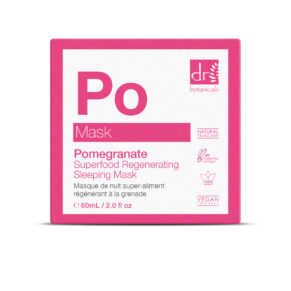 Po
dr
botanicals
Mask
Pomegranate
Superfood Regenerating
Sleeping Mask
Masque de nuit super-aliment
régénérant à la grenade
℮ 60mL / 2.0 fl oz
NATURAL
SKINCARE
VEGAN